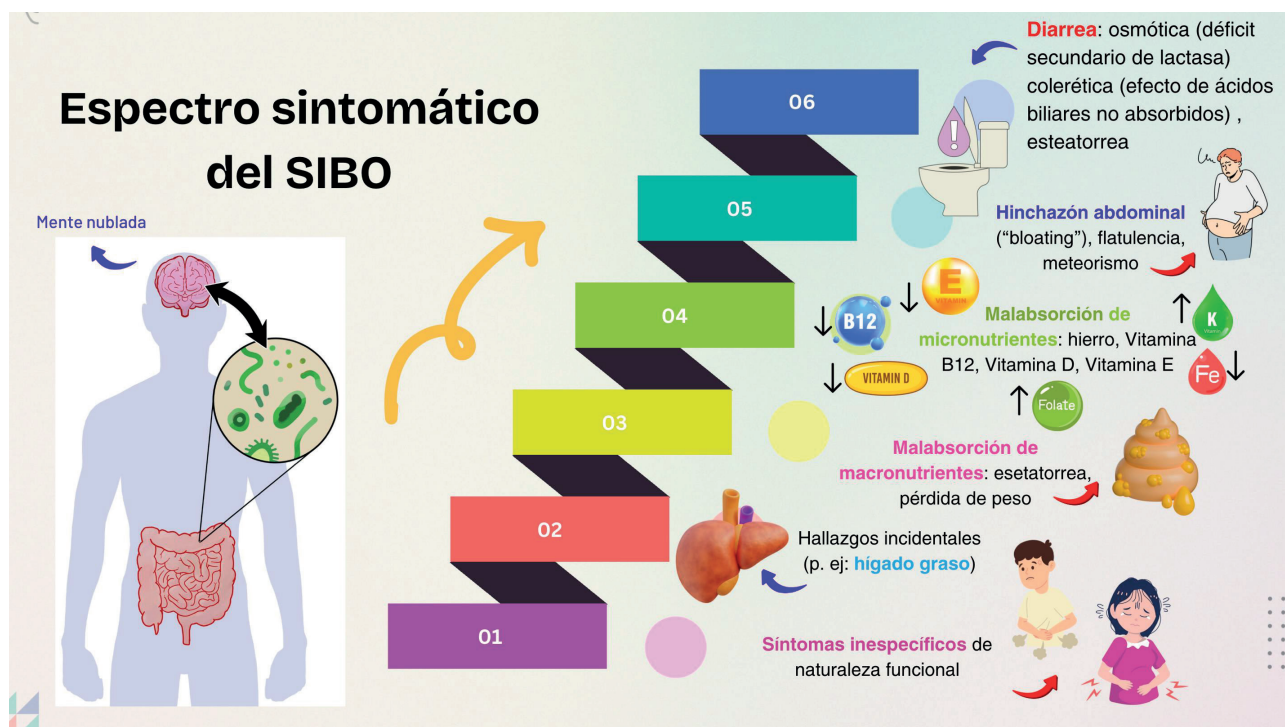 Espectro sintomático
del SIBO
Mente nublada
06
Diarrea: osmótica (déficit
secundario de lactasa)
colerética (efecto de ácidos
biliares no absorbidos) ,
esteatorrea
!
05
Hinchazón abdominal
(“bloating”), flatulencia,
meteorismo
04
E
VITAMIN
B12
VITAMIN D
Malabsorción de
micronutrientes: hierro, Vitamina
B12, Vitamina D, Vitamina E
K
Vitamin
Fe
Folate
03
Malabsorción de
macronutrientes: esetatorrea,
pérdida de peso
02
Hallazgos incidentales
(p. ej: hígado graso)
01
Síntomas inespecíficos de
naturaleza funcional